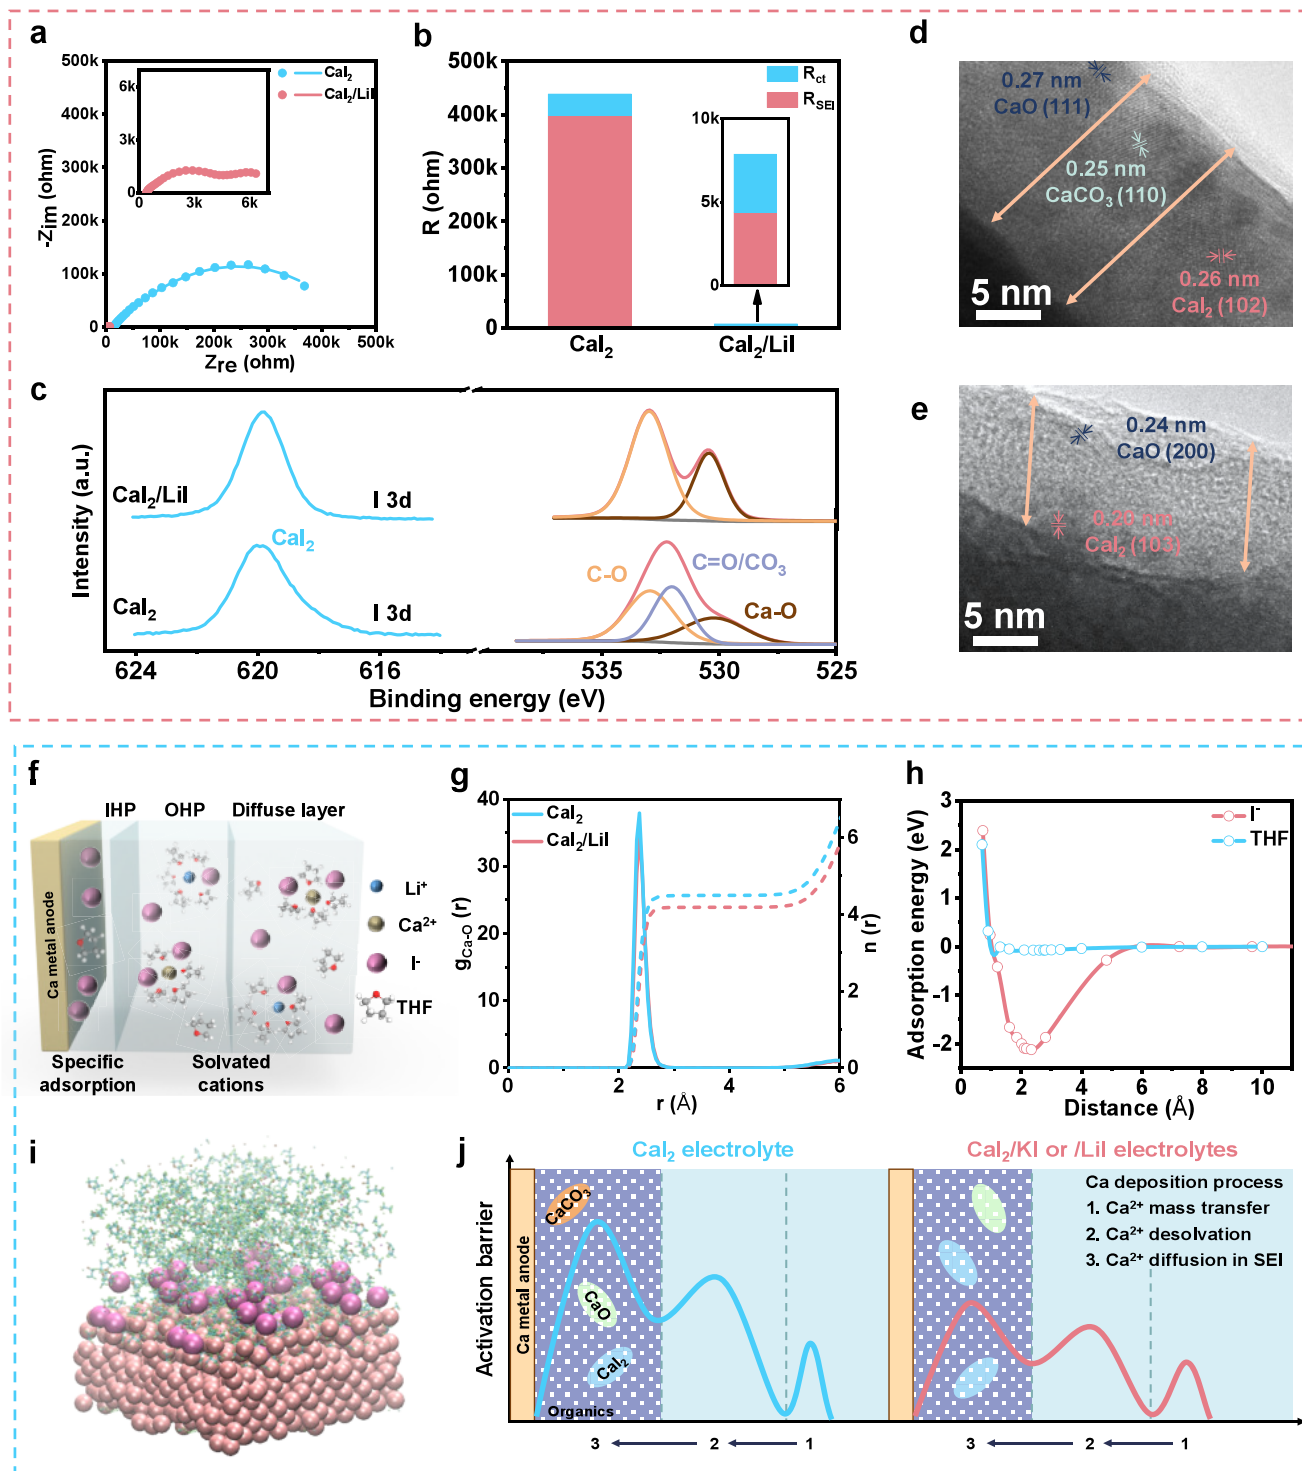 a
500k
400k
300k
200k
100k
0
-Zim (ohm)
CaI₂
CaI₂/LiI
6k
3k
0
0 3k 6k
0 100k 200k 300k 400k 500k
Zre (ohm)
b
500k
400k
300k
200k
100k
0
R (ohm)
Rct
RSEI
10k
5k
0
CaI₂ CaI₂/LiI
c
Intensity (a.u.)
CaI₂/LiI
I 3d
CaI₂
CaI₂
I 3d
C-O
C=O/CO₃
Ca-O
624 620 616 535 530 525
Binding energy (eV)
d
0.27 nm
CaO (111)
0.25 nm
CaCO₃ (110)
0.26 nm
CaI₂ (102)
5 nm
e
0.24 nm
CaO (200)
0.20 nm
CaI₂ (103)
5 nm
f
IHP OHP Diffuse layer
Ca metal anode
Li⁺
Ca²⁺
I⁻
THF
Specific
adsorption
Solvated
cations
g
40
30
20
10
0
gCa-O (r)
CaI₂
CaI₂/LiI
6
4
2
0
n (r)
0 2 4 6
r (Å)
h
3
2
1
0
-1
-2
Adsorption energy (eV)
I⁻
THF
0 2 4 6 8 10
Distance (Å)
i
j
CaI₂ electrolyte
CaI₂/KI or /LiI electrolytes
Activation barrier
Ca metal anode
CaCO₃
CaO
CaI₂
Organics
Ca deposition process
1. Ca²⁺ mass transfer
2. Ca²⁺ desolvation
3. Ca²⁺ diffusion in SEI
3 2 1
3 2 1